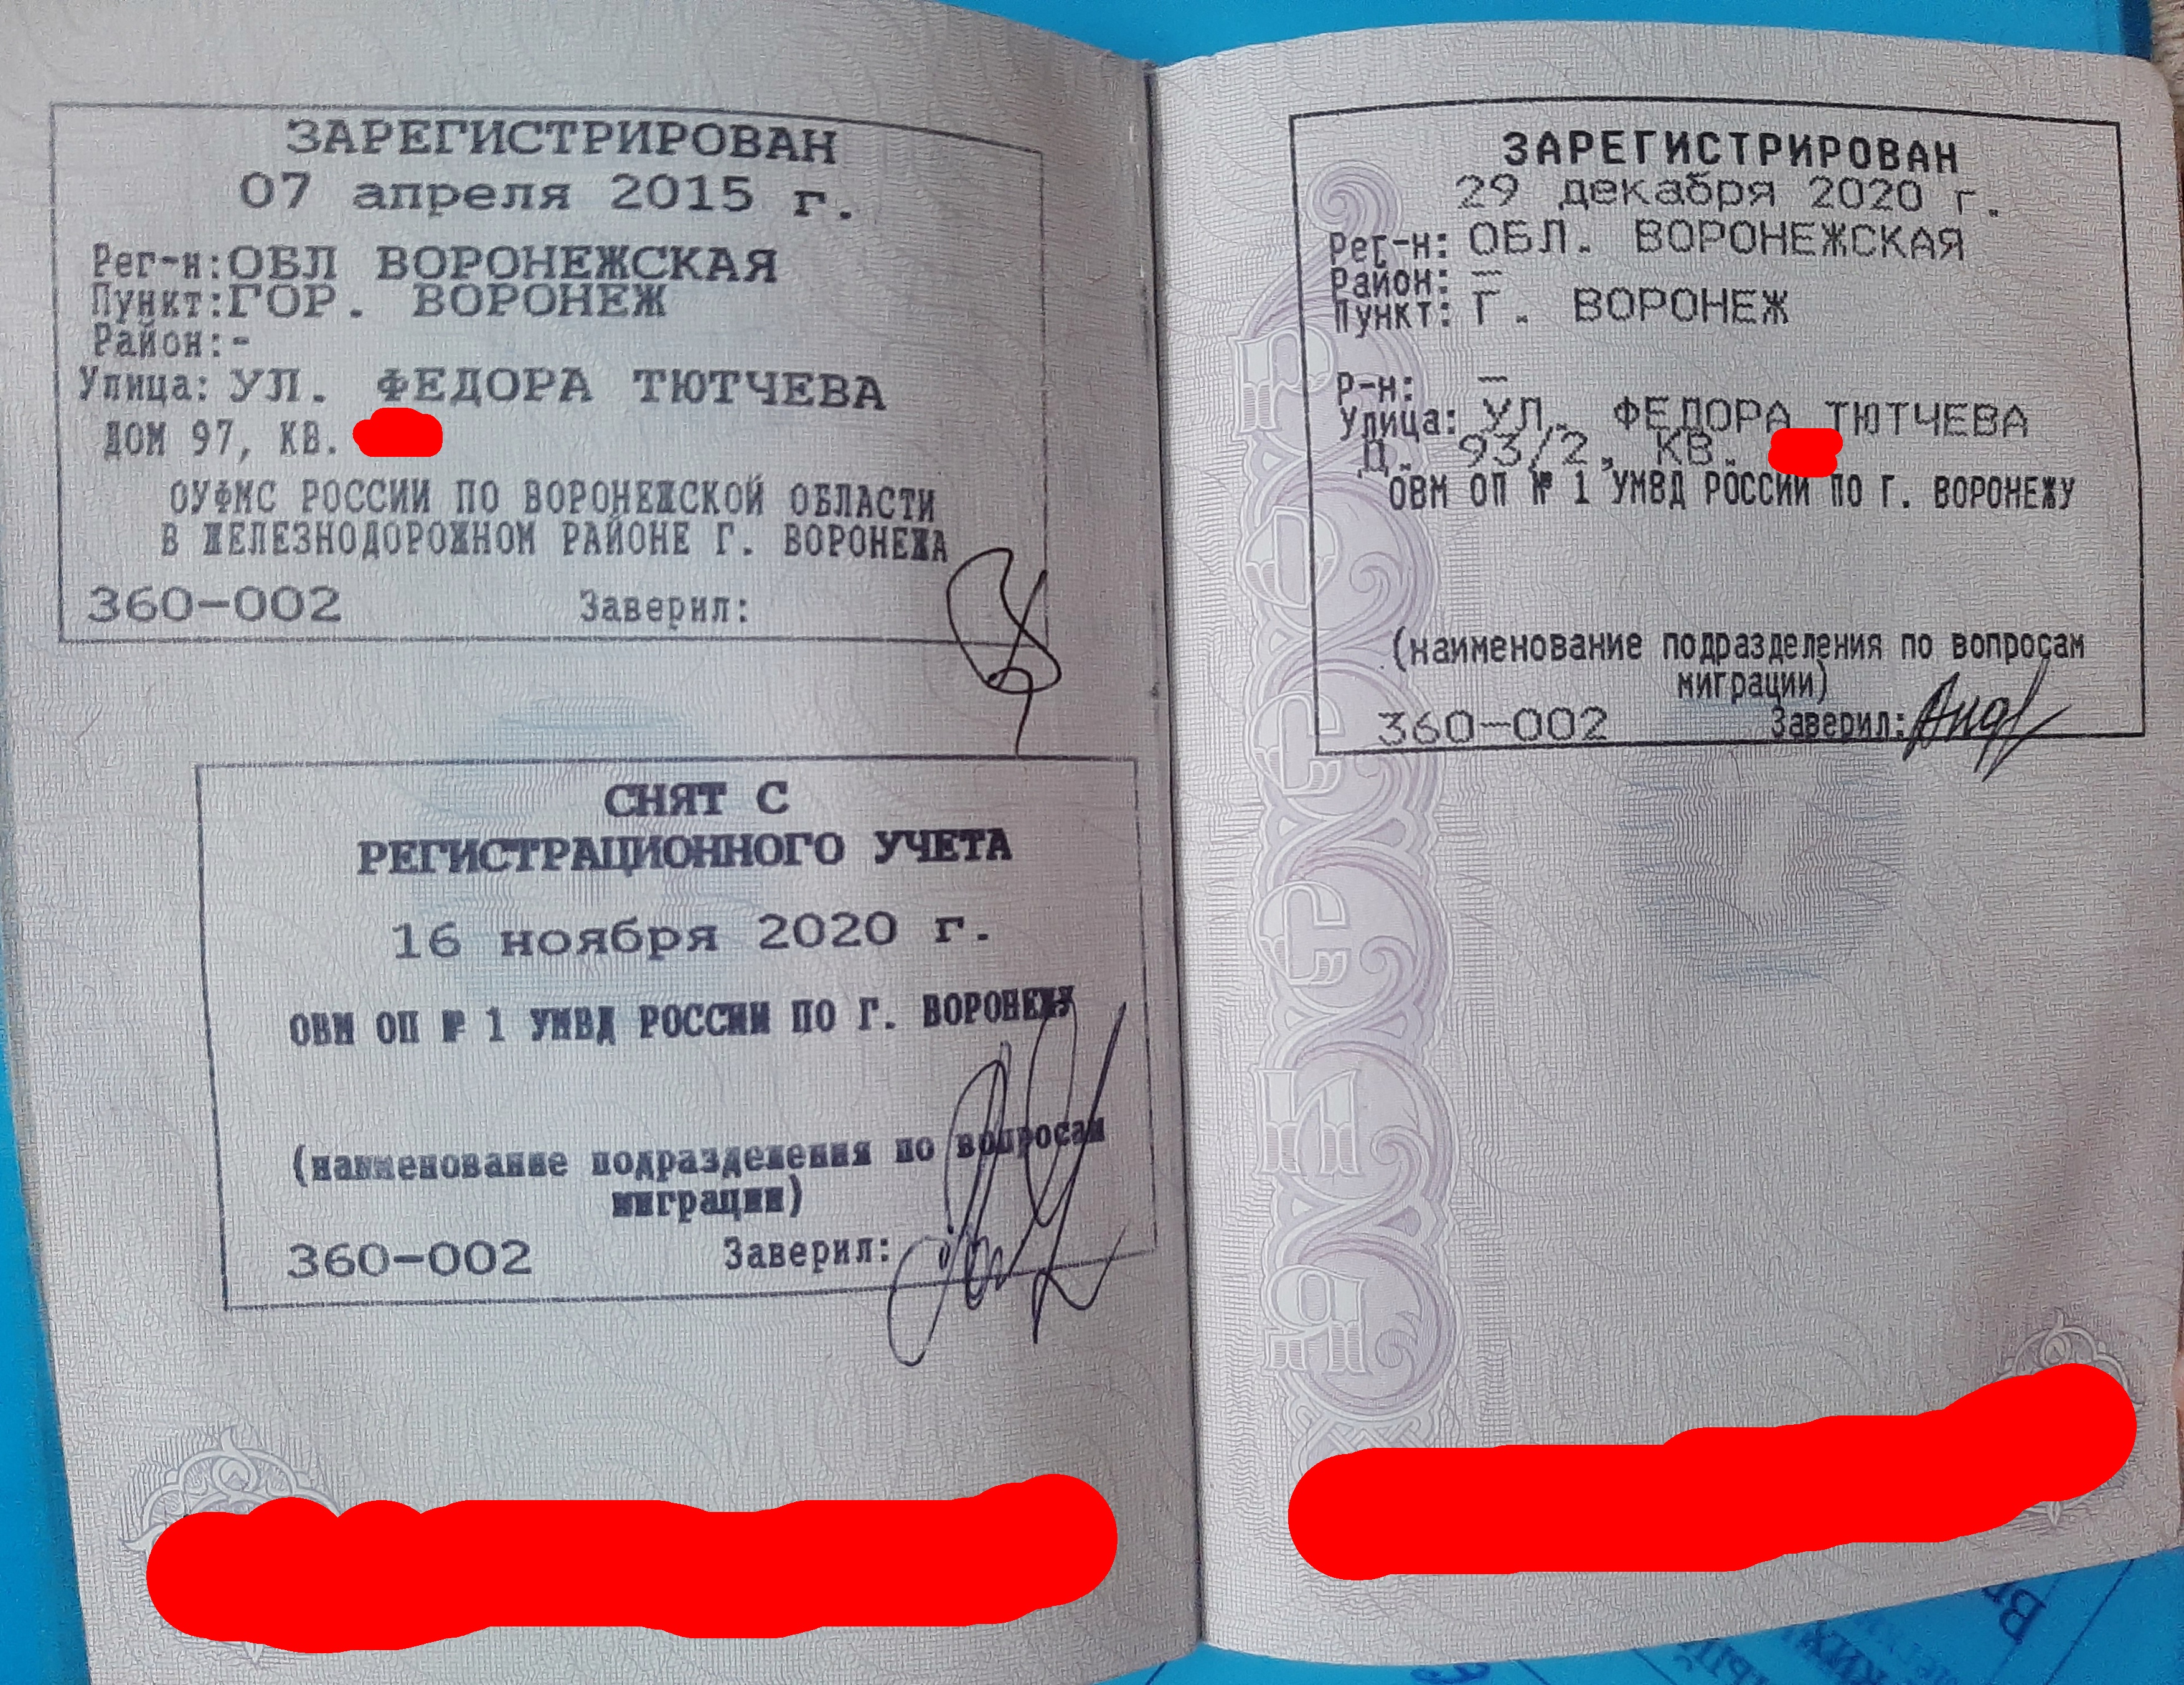 ЗАРЕГИСТРИРОВАН
07 апреля 2015 г.
Рег-н: ОБЛ ВОРОНЕЖСКАЯ
Пункт: ГОР. ВОРОНЕЖ
Район: -
Улица: УЛ. ФЕДОРА ТЮТЧЕВА
ДОМ 97, КВ.
ОУФМС РОССИИ ПО ВОРОНЕЖСКОЙ ОБЛАСТИ
В ЖЕЛЕЗНОДОРОЖНОМ РАЙОНЕ Г. ВОРОНЕЖА
360-002 Заверил:
СНЯТ С
РЕГИСТРАЦИОННОГО УЧЕТА
16 ноября 2020 г.
ОВМ ОП № 1 УМВД РОССИИ ПО Г. ВОРОНЕЖУ
(наименование подразделения по вопросам
миграции)
360-002 Заверил:
ЗАРЕГИСТРИРОВАН
29 декабря 2020 г.
Рег-н: ОБЛ. ВОРОНЕЖСКАЯ
Район: —
Пункт: Г. ВОРОНЕЖ
Р-н: —
Улица: УЛ. ФЕДОРА ТЮТЧЕВА
Д. 93/2, КВ.
ОВМ ОП № 1 УМВД РОССИИ ПО Г. ВОРОНЕЖУ
(наименование подразделения по вопросам
миграции)
360-002 Заверил:
РОССИЯ